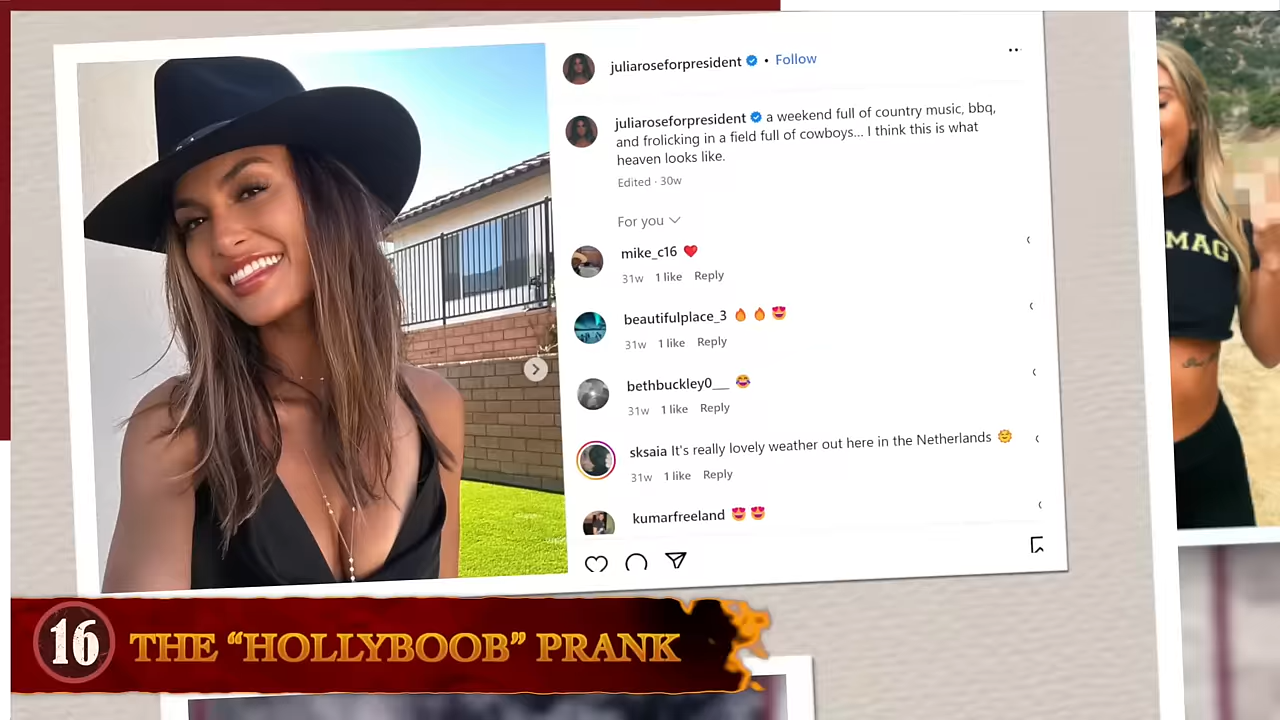 juliaroseforpresident • Follow
juliaroseforpresident a weekend full of country music, bbq,
and frolicking in a field full of cowboys... I think this is what
heaven looks like.
Edited · 30w
For you
mike_c16 ❤️
31w 1 like Reply
beautifulplace_3 🔥 🔥 😍
31w 1 like Reply
bethbuckley0__ 😂
31w 1 like Reply
sksaia It's really lovely weather out here in the Netherlands 🌞
31w 1 like Reply
kumarfreeland 😍 😍
MAG
16 THE “HOLLYBOOB” PRANK